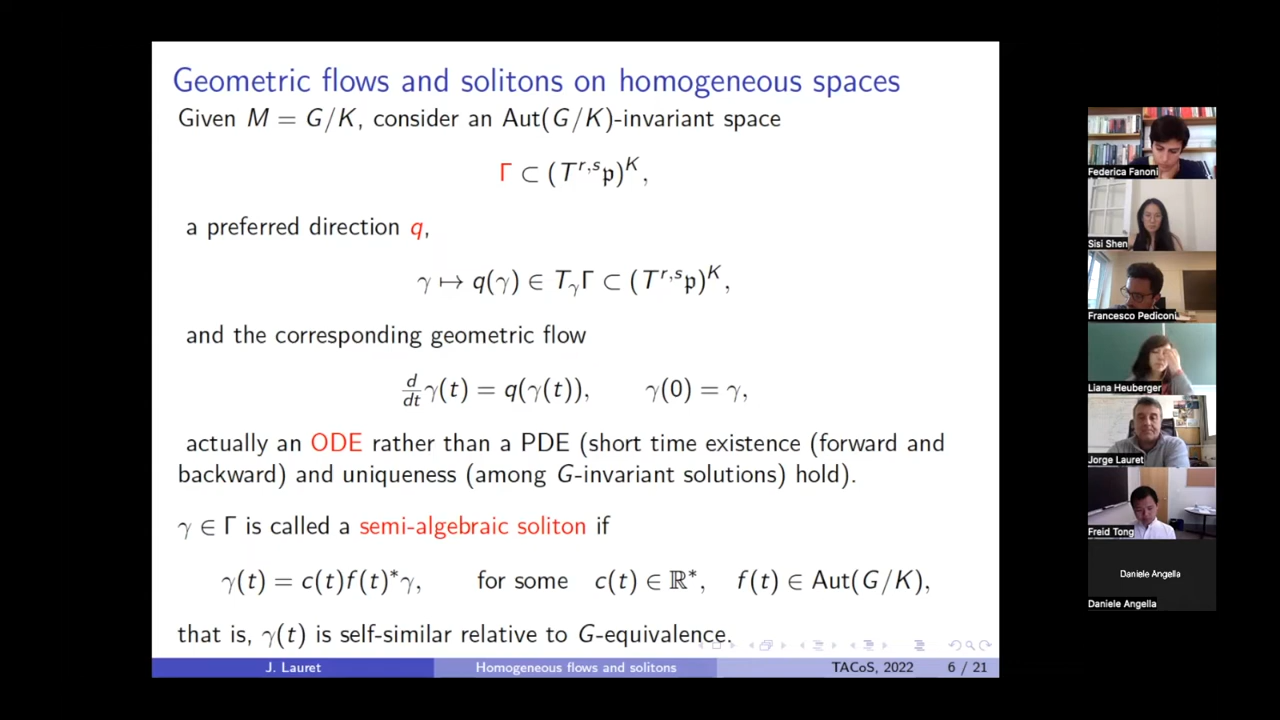 Geometric flows and solitons on homogeneous spaces
Given M = G/K, consider an Aut(G/K)-invariant space
Γ ⊂ (T^{r,s}𝔭)^K,
a preferred direction q,
γ ↦ q(γ) ∈ T_γΓ ⊂ (T^{r,s}𝔭)^K,
and the corresponding geometric flow
d/dt γ(t) = q(γ(t)), γ(0) = γ,
actually an ODE rather than a PDE (short time existence (forward and
backward) and uniqueness (among G-invariant solutions) hold).
γ ∈ Γ is called a semi-algebraic soliton if
γ(t) = c(t)f(t)*γ, for some c(t) ∈ ℝ*, f(t) ∈ Aut(G/K),
that is, γ(t) is self-similar relative to G-equivalence.
J. Lauret Homogeneous flows and solitons TACoS, 2022 6 / 21
Federica Fanoni
Sisi Shen
Francesco Pediconi
Liana Heuberger
Jorge Lauret
Freid Tong
Daniele Angella
Daniele Angella